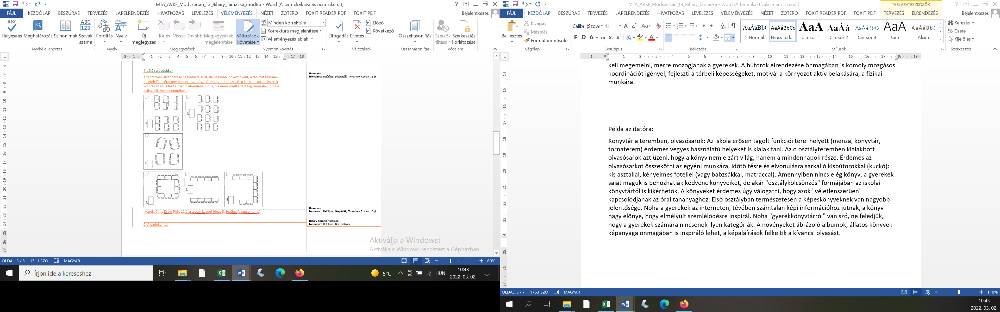 MTA_AVKF_Módszertan_T3_Bihary_Tamaska_módBS - Word (A termékaktiválás nem sikerült)
FÁJL KEZDŐLAP BESZÚRÁS TERVEZÉS LAPELRENDEZÉS HIVATKOZÁS LEVELEZÉS VÉLEMÉNYEZÉS NÉZET ZOTERO FOXIT READER PDF FOXIT PDF Bejelentkezés
Helyesírás Meghatározás Szinonimák Szavak száma
Fordítás Nyelv
Új megjegyzés Törlés Vissza Tovább Megjegyzések megjelenítése
Változások követése
Minden korrektúra
Korrektúra megjelenítése
Véleményezés ablak
Elfogadás Elvetés
Előző
Következő
Összehasonlítás
Szerzők tiltása Szerkesztés korlátozása
Nyelvi ellenőrzés Nyelv Megjegyzések Nyomon követés Változások Összehasonlítás Védelem
B. Játék a padokkal:
A tantermek átrendezése nagyobb feladat, de nagyobb időközönként, a tanított témának
megfelelően, érdemes csoportasztalos, a frontális elrendezés és a körbe rakott helyzetek
között váltani. Mind a három elrendezés típus, más-más viselkedést fog generálni, mind a
diákoknál, mind a tanítóknál.
Unknown
formázott: Betűtípus: (Alapérték) Times New Roman, 12 pt
(képek: Chris Drew PhD, 12 Classroom Layout Ideas & Seating Arrangements)
Unknown
formázott: Betűtípus: (Alapérték) Times New Roman, 12 pt
Bihary Sarolta vasárnap
formázott: Betűtípus: Nem Félkövér
C. A padokon túl
Aktiválja a Windowst
Aktiválja a Windows rendszert a Gépházban.
OLDAL: 3 / 6 1511 SZÓ MAGYAR 60%
Írjon ide a kereséshez
5°C HUN
10:43
2022. 03. 02.
MTA_AVKF_Módszertan_T3_Bihary_Tamaska - Word (A termékaktiválás nem sikerült)
TÁBLÁZATESZKÖZÖK
FÁJL KEZDŐLAP BESZÚRÁS TERVEZÉS LAPELRENDEZÉS HIVATKOZÁS LEVELEZÉS VÉLEMÉNYEZÉS NÉZET ZOTERO FOXIT READER PDF FOXIT PDF TERVEZÉS ELRENDEZÉS Bejelentkezés
Beillesztés
Kivágás
Másolás
Formátummásoló
Calibri (Szöve 11
F D A abc X₂ X²
AaÁáBbC AaÁáBbCc AaA AaÁá AaÁáBbC AaA AaÁáBbC
¶ Normál Nincs térk... Címsor 1 Címsor 2 Címsor 3 Cím Alcím
Keresés
Csere
Kijelölés
Vágólap Betűtípus Bekezdés Stílusok Szerkesztés
kell megemelni, merre mozogjanak a gyerekek. A bútorok elrendezése önmagában is komoly mozgásos
koordinációt igényel, fejleszti a térbeli képességeket, motivál a környezet aktív belakására, a fizikai
munkára.
Példa az itatóra:
Könyvtár a teremben, olvasósarok: Az iskola erősen tagolt funkciói terei helyett (menza, könyvtár,
tornaterem) érdemes vegyes használatú helyeket is kialakítani. Az o osztályteremben kialakított
olvasósarok azt üzeni, hogy a könyv nem elzárt világ, hanem a mindennapok része. Érdemes az
olvasósarkot összekötni az egyéni munkára, időtöltésre és elvonulásra sarkalló kisbútorokkal (kuckó):
kis asztallal, kényelmes fotellel (vagy babzsákkal, matraccal). Amennyiben nincs elég könyv, a gyerekek
saját maguk is behozhatják kedvenc könyveiket, de akár "osztálykölcsönzés" formájában az iskolai
könyvtártól is kikérhetők. A könyveket érdemes úgy válogatni, hogy azok "véletlenszerűen"
kapcsolódjanak az órai tananyaghoz. Első osztályban természetesen a képeskönyveknek van nagyobb
jelentősége. Noha a gyerekek az interneten, tévében számtalan képi információhoz jutnak, a könyv
nagy előnye, hogy elmélyült szemlélődésre inspirál. Noha "gyerekkönyvtárról" van szó, ne feledjük,
hogy a gyerekek számára nincsenek ilyen kategóriák. A növényeket ábrázoló albumok, állatos könyvek
képanyaga önmagában is inspiráló lehet, a képaláírások felkeltik a kíváncsi olvasást.
OLDAL: 3 / 7 1753 SZÓ MAGYAR 110%
10:43
2022. 03. 02.